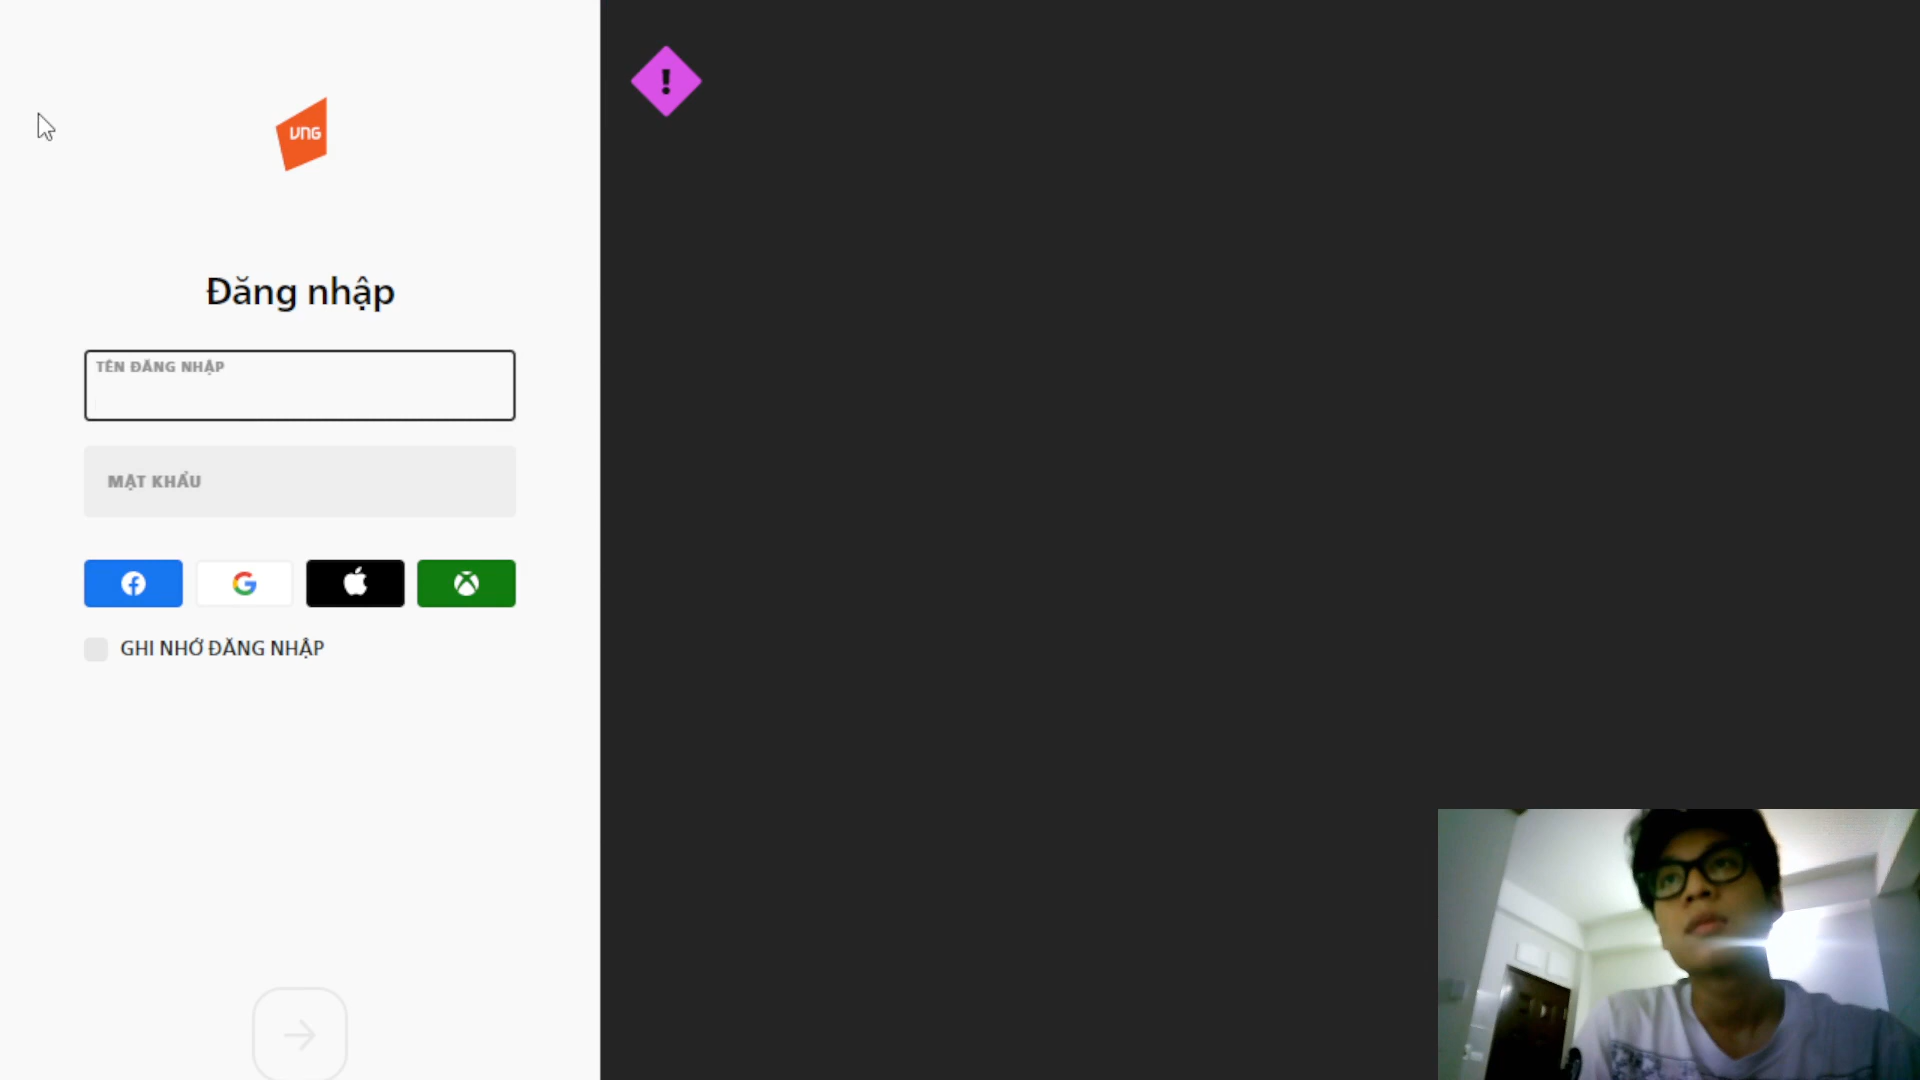 VNG
!
Đăng nhập
TÊN ĐĂNG NHẬP
MẬT KHẨU
GHI NHỚ ĐĂNG NHẬP